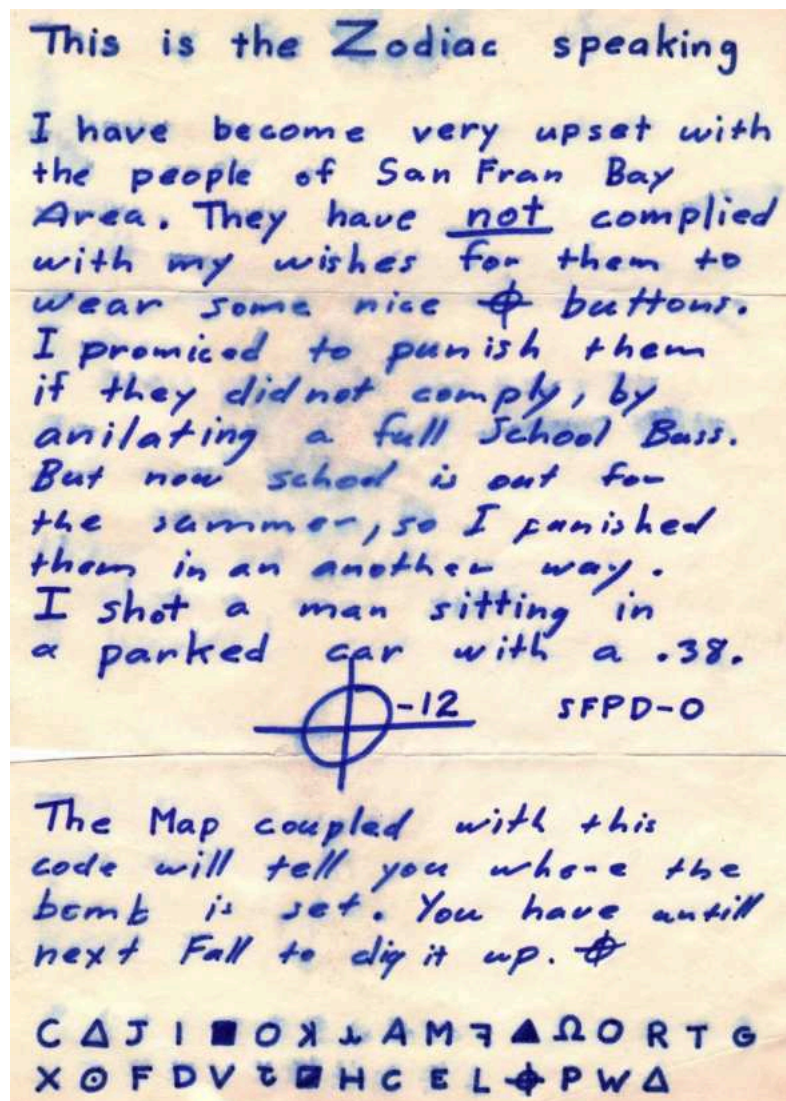 This is the Zodiac speaking
I have become very upset with
the people of San Fran Bay
Area. They have not complied
with my wishes for them to
wear some nice ⌖ buttons.
I promiced to punish them
if they did not comply, by
anilating a full School Buss.
But now school is out for
the summer, so I punished
them in an another way.
I shot a man sitting in
a parked car with a .38.
⌖-12 SFPD-0
The Map coupled with this
code will tell you where the
bomb is set. You have untill
next Fall to dig it up. ⌖
C Δ J I ■ O ꓘ A M ꟻ ▲ Ω O R T G
X ⊙ F D V ◪ H C E L ⌖ P W Δ